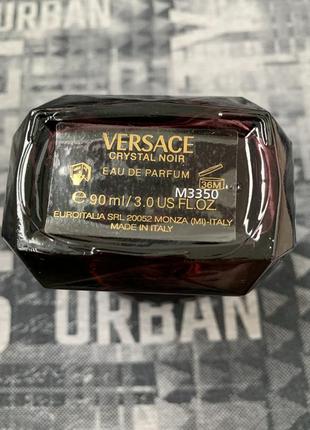 URBAN
VERSACE
CRYSTAL NOIR
EAU DE PARFUM
36M
M3350
e 90 ml/3.0 US FL.OZ
EUROITALIA SRL 20052 MONZA (MI)-ITALY
MADE IN ITALY
URBAN